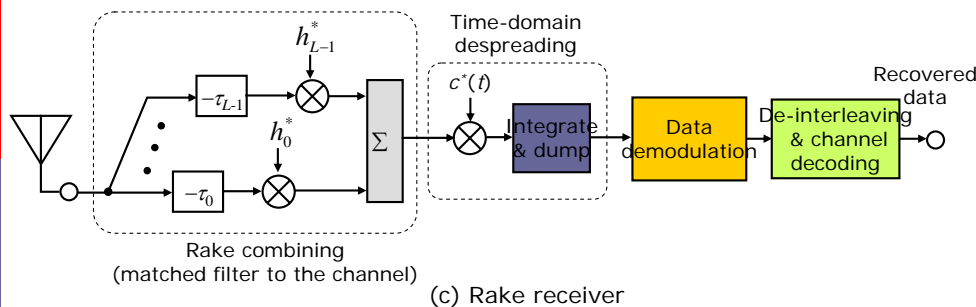 Time-domain
despreading
h*L−1
−τL-1
h*0
−τ0
Σ
c*(t)
Integrate
& dump
Data
demodulation
De-interleaving
& channel
decoding
Recovered
data
Rake combining
(matched filter to the channel)
(c) Rake receiver